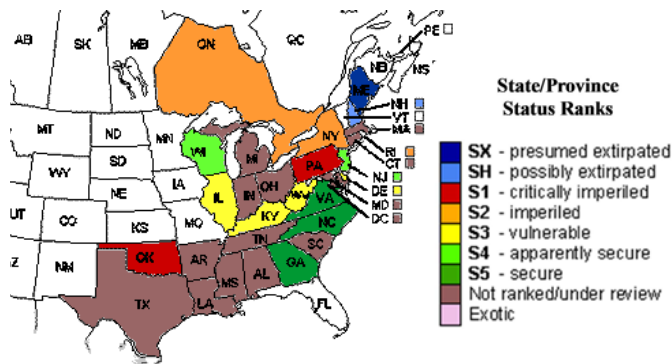 AB
SK
MB
ON
QC
PE
NB
NS
ME
NH
VT
MA
MT
ND
MN
WI
MI
NY
RI
CT
WY
SD
IA
PA
NJ
DE
NE
IL
IN
OH
WV
MD
DC
UT
CO
KS
MO
KY
VA
NC
TN
Z
NM
OK
AR
SC
TX
LA
MS
AL
GA
FL
State/Province
Status Ranks
SX - presumed extirpated
SH - possibly extirpated
S1 - critically imperiled
S2 - imperiled
S3 - vulnerable
S4 - apparently secure
S5 - secure
Not ranked/under review
Exotic